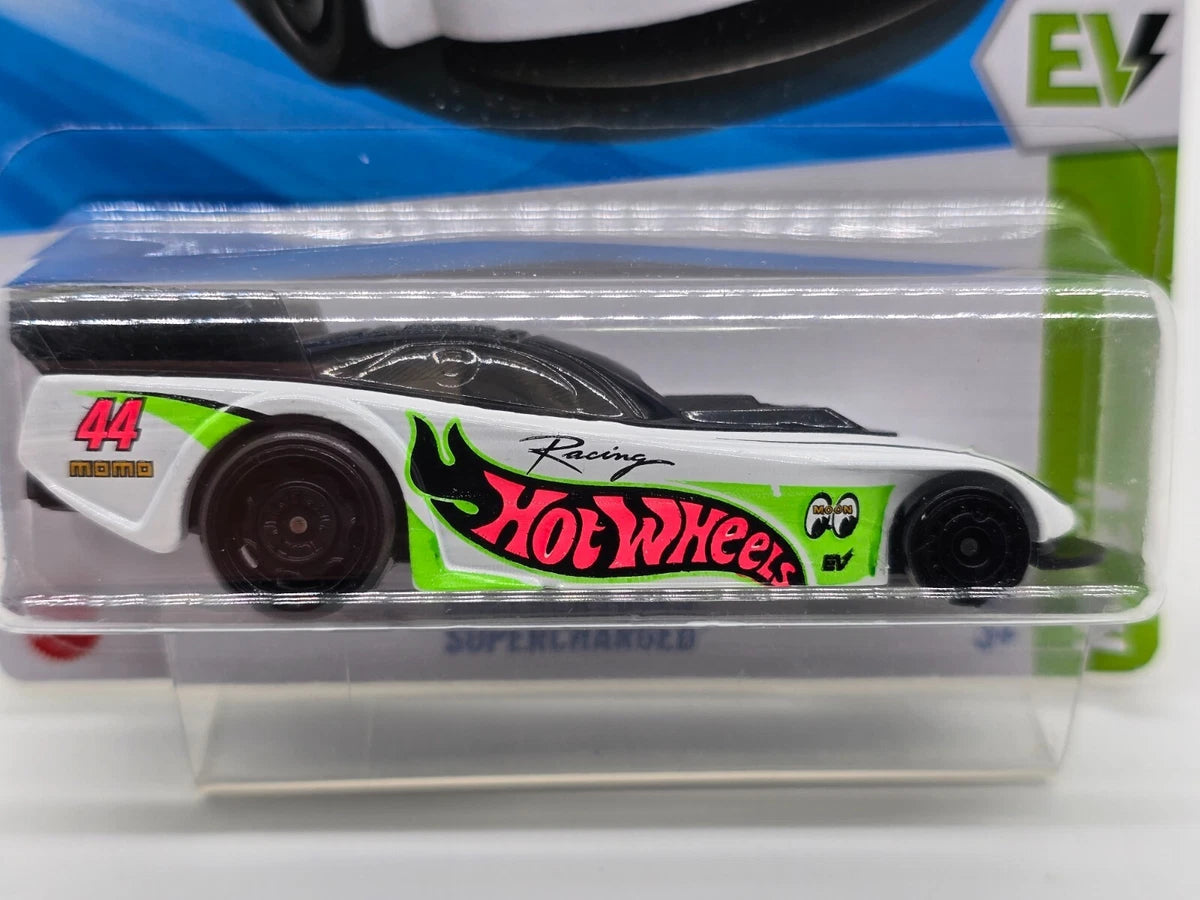 EV
44
momo
Racing
Hot Wheels
MOON
EV
SUPERCHARGED